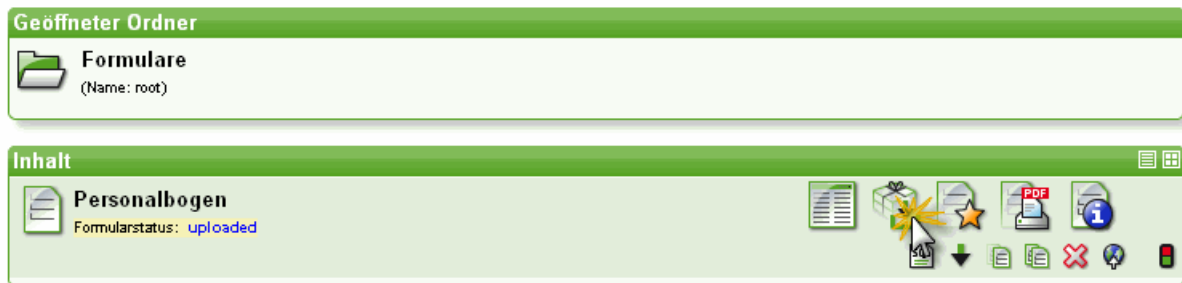 Geöffneter Ordner
Formulare
(Name: root)
Inhalt
Personalbogen
Formularstatus: uploaded
PDF